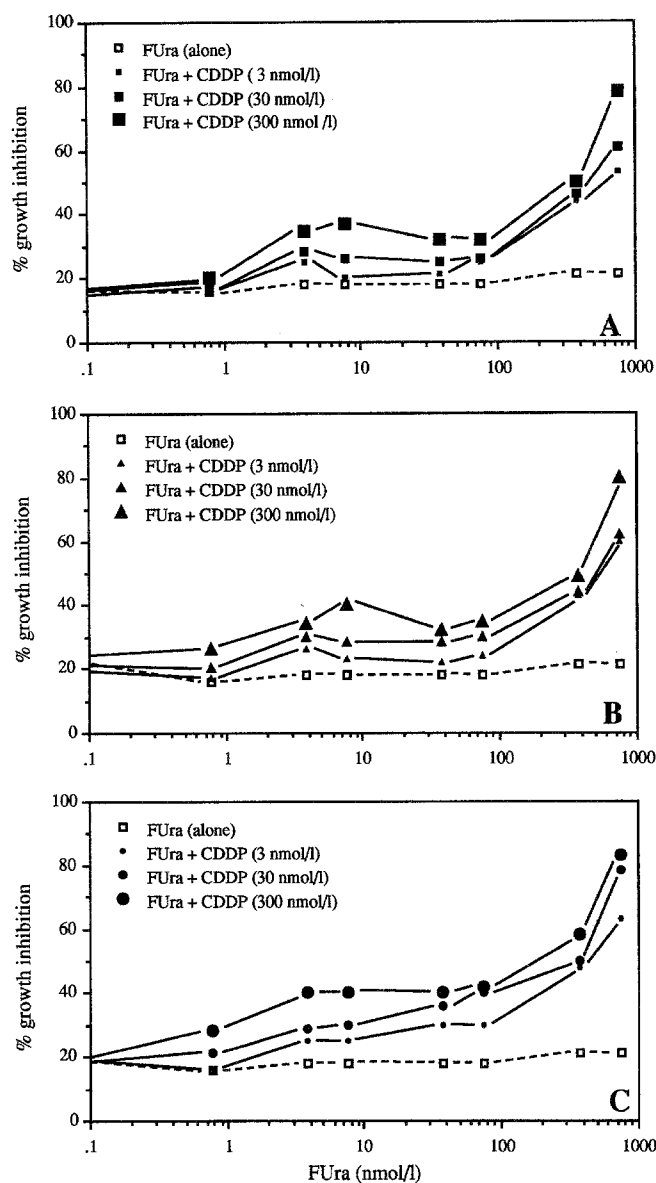 100
80
60
40
20
0
% growth inhibition
FUra (alone)
FUra + CDDP ( 3 nmol/l)
FUra + CDDP (30 nmol/l)
FUra + CDDP (300 nmol /l)
A
.1 1 10 100 1000
100
80
60
40
20
0
% growth inhibition
FUra (alone)
FUra + CDDP (3 nmol/l)
FUra + CDDP (30 nmol/l)
FUra + CDDP (300 nmol/l)
B
.1 1 10 100 1000
100
80
60
40
20
0
% growth inhibition
FUra (alone)
FUra + CDDP (3 nmol/l)
FUra + CDDP (30 nmol/l)
FUra + CDDP (300 nmol/l)
C
.1 1 10 100 1000
FUra (nmol/l)